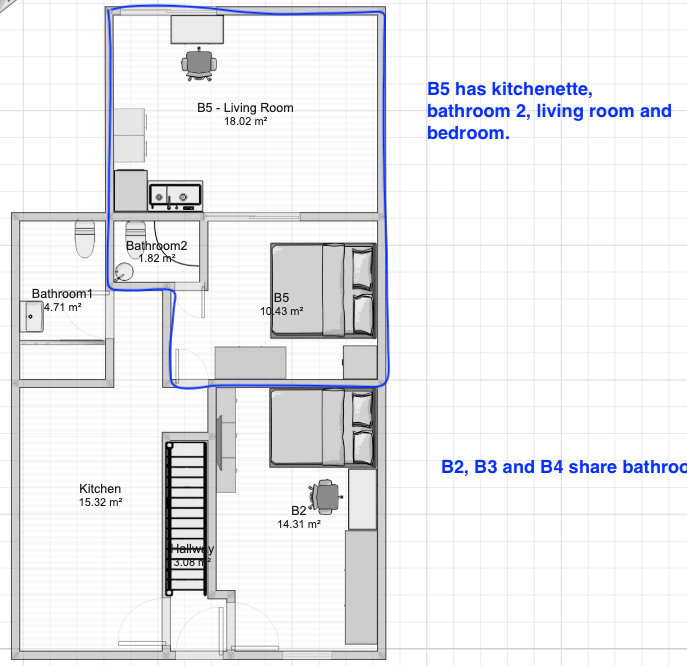 B5 has kitchenette,
bathroom 2, living room and
bedroom.
B5 - Living Room
18.02 m²
Bathroom2
1.82 m²
Bathroom1
4.71 m²
B5
10.43 m²
B2, B3 and B4 share
Kitchen
15.32 m²
B2
14.31 m²
Hallway
3.08 m²